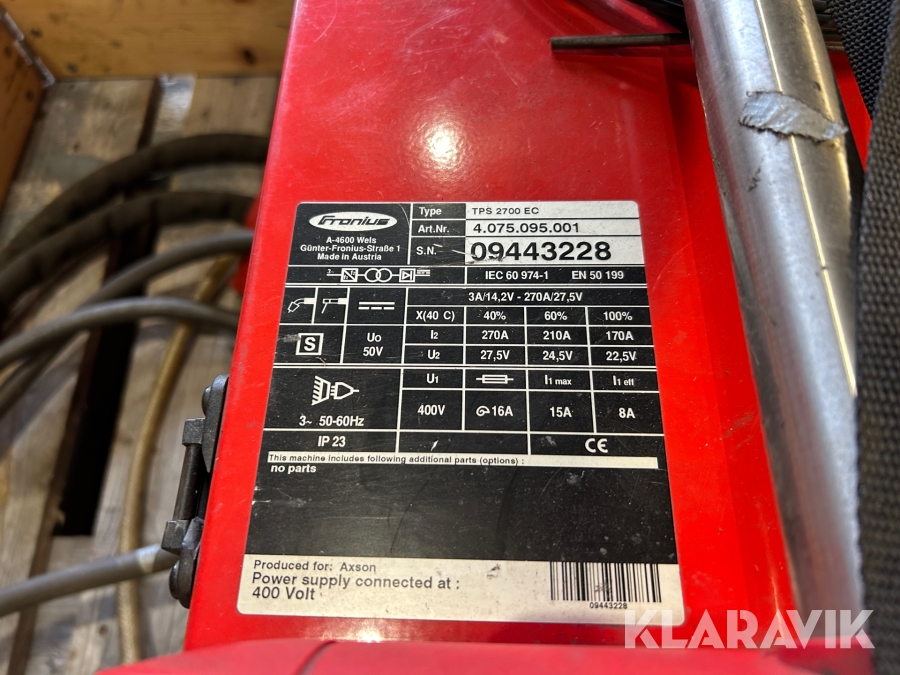 Fronius
A-4600 Wels
Günter-Fronius-Straße 1
Made in Austria
Type TPS 2700 EC
Art.Nr. 4.075.095.001
S.N. 09443228
IEC 60 974-1 EN 50 199
3A/14,2V - 270A/27,5V
X(40 C) 40% 60% 100%
S Uo 50V I2 270A 210A 170A
U2 27,5V 24,5V 22,5V
U1 I1 max I1 eff
3~ 50-60Hz 400V 16A 15A 8A
IP 23 CE
This machine includes following additional parts (options) :
no parts
Produced for: Axson
Power supply connected at :
400 Volt
09443228
KLARAVIK